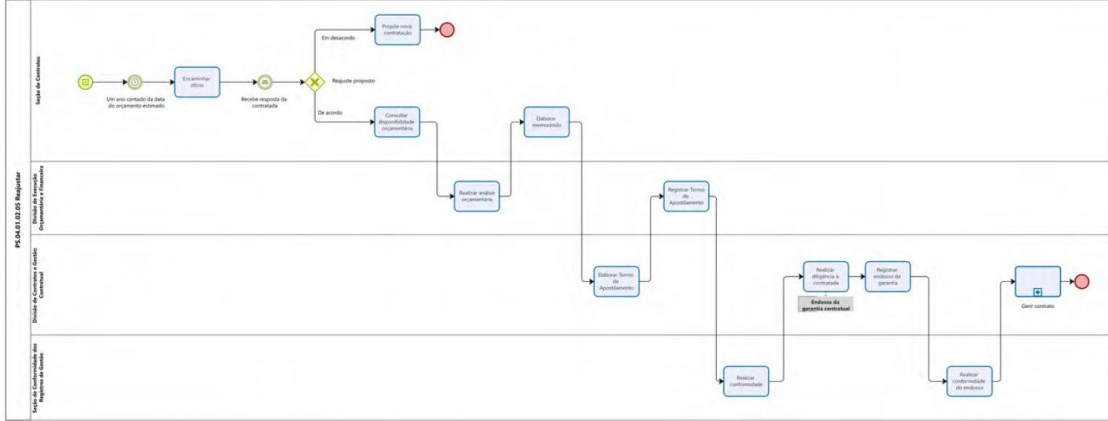 PS.04.01.02.05 Reajustar
Seção de Contratos
Um ano contado da data
do orçamento estimado
Encaminhar
ofício
Recebe resposta da
contratada
Em desacordo
Reajuste proposto
De acordo
Propõe nova
contratação
Consultar
disponibilidade
orçamentária
Elaborar
memorando
Divisão de Execução
Orçamentária e Financeira
Realizar análise
orçamentária
Registrar Termo
de
Apostilamento
Divisão de Contratos e Gestão
Contratual
Elaborar Termo
de
Apostilamento
Realizar
diligência à
contratada
Endosso da
garantia contratual
Registrar
endosso da
garantia
Gerir contrato
Seção de Conformidade dos
Registros de Gestão
Realizar
conformidade
Realizar
conformidade
do endosso